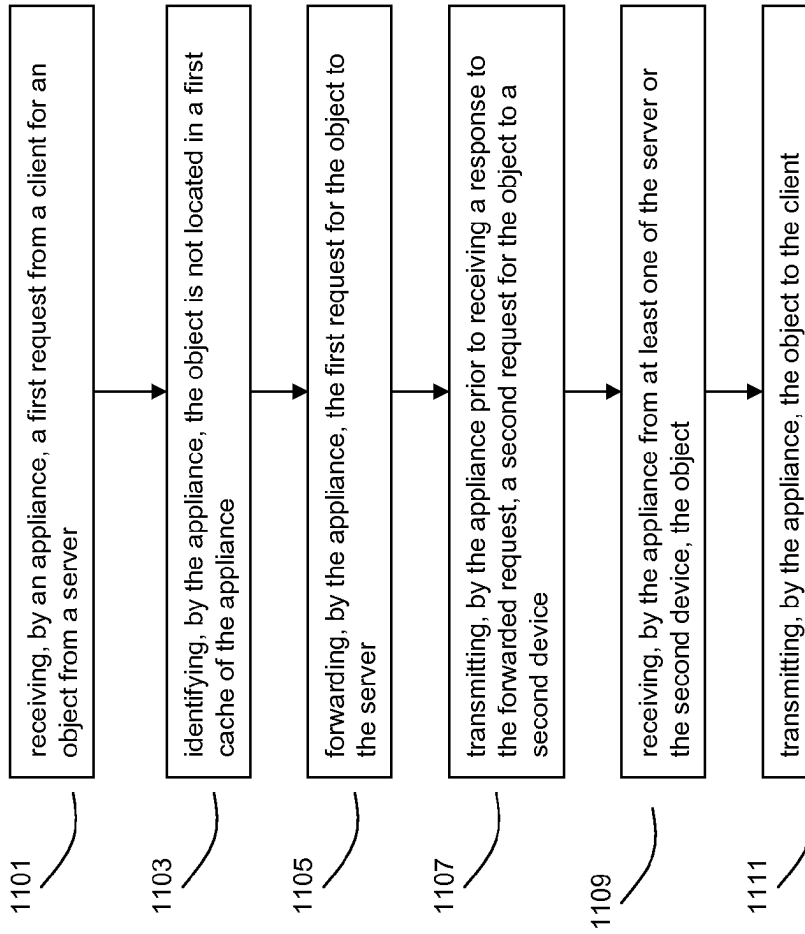 1101
receiving, by an appliance, a first request from a client for an
object from a server
1103
identifying, by the appliance, the object is not located in a first
cache of the appliance
1105
forwarding, by the appliance, the first request for the object to
the server
1107
transmitting, by the appliance prior to receiving a response to
the forwarded request, a second request for the object to a
second device
1109
receiving, by the appliance from at least one of the server or
the second device, the object
1111
transmitting, by the appliance, the object to the client